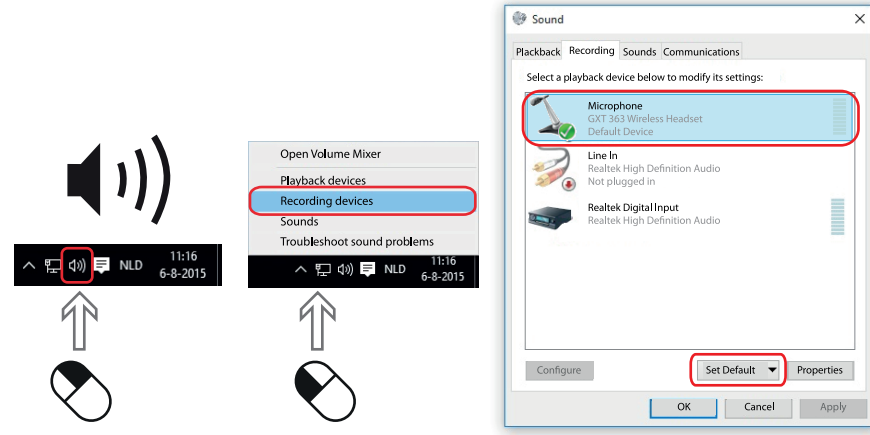 NLD
11:16
6-8-2015
Open Volume Mixer
Playback devices
Recording devices
Sounds
Troubleshoot sound problems
NLD
11:16
6-8-2015
Sound
Plackback Recording Sounds Communications
Select a playback device below to modify its settings:
Microphone
GXT 363 Wireless Headset
Default Device
Line In
Realtek High Definition Audio
Not plugged in
Realtek Digital Input
Realtek High Definition Audio
Configure Set Default Properties
OK Cancel Apply